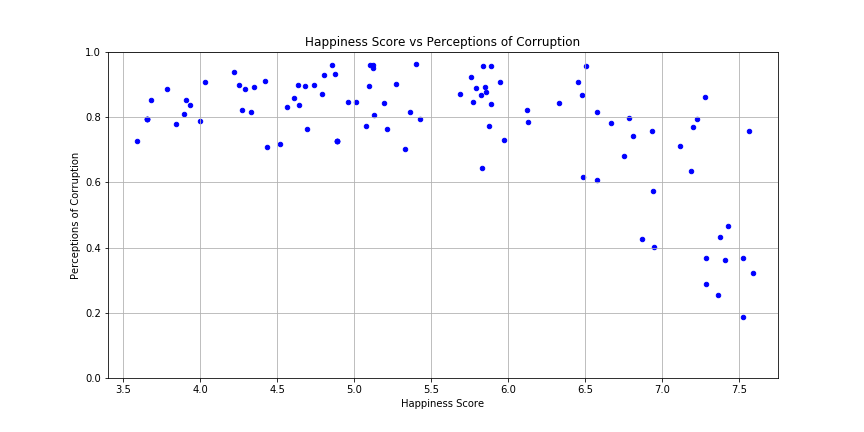 Happiness Score vs Perceptions of Corruption
1.0
0.8
0.6
0.4
0.2
0.0
Perceptions of Corruption
3.5 4.0 4.5 5.0 5.5 6.0 6.5 7.0 7.5
Happiness Score